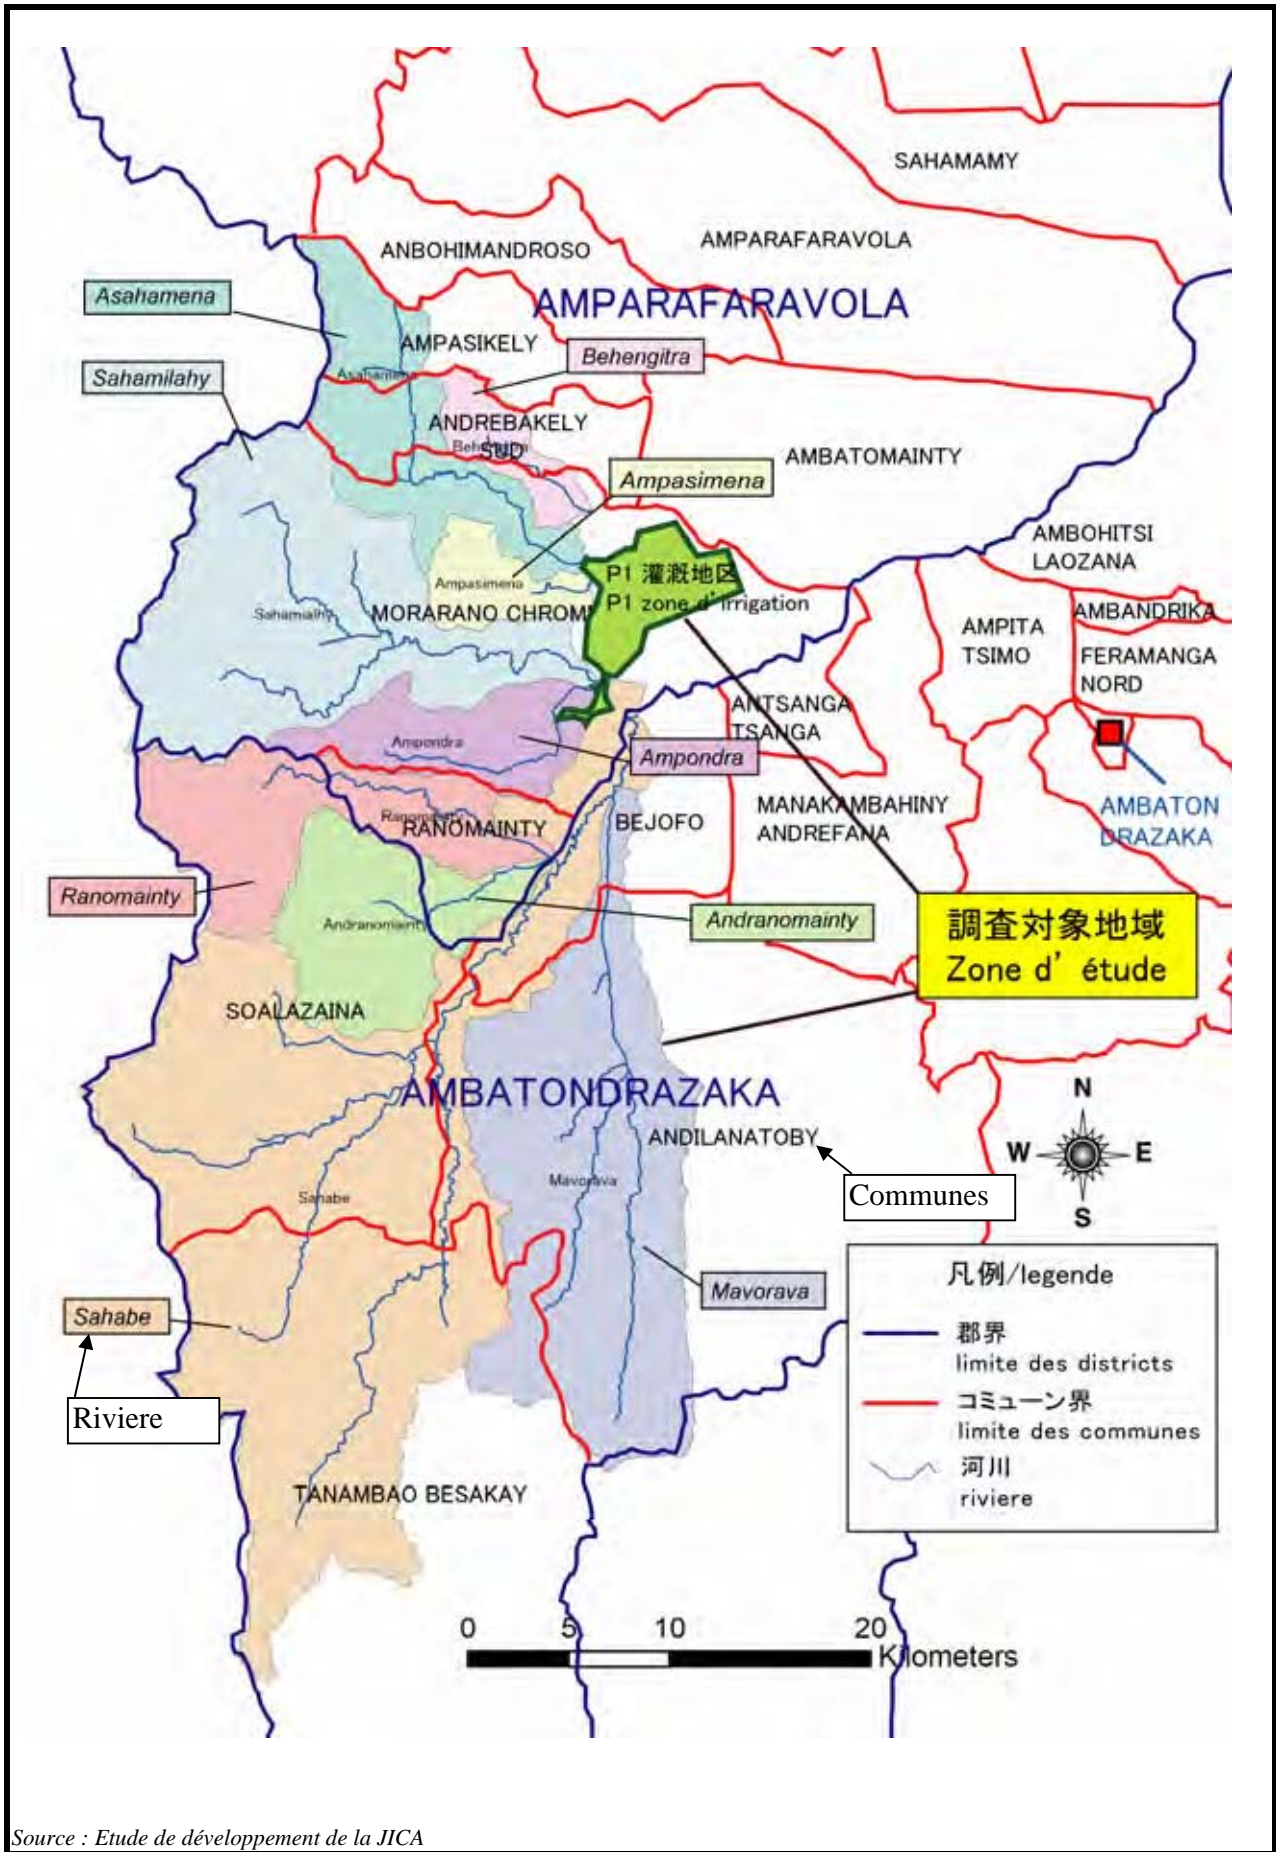 SAHAMAMY
ANBOHIMANDROSO
AMPARAFARAVOLA
Asahamena
AMPARAFARAVOLA
AMPASIKELY
Behengitra
Sahamilahy
Asahamena
ANDREBAKELY
SUD
AMBATOMAINTY
Ampasimena
AMBOHITSI
LAOZANA
P1 灌漑地区
P1 zone d'irrigation
Ampasimena
MORARANO CHROM
AMBANDRIKA
AMPITA
TSIMO
FERAMANGA
NORD
ANTSANGA
TSANGA
Ampondra
Ampondra
MANAKAMBAHINY
ANDREFANA
AMBATON
DRAZAKA
RANOMAINTY
BEJOFO
Ranomainty
Andranomainty
Andranomainty
調査対象地域
Zone d' étude
SOALAZAINA
AMBATONDRAZAKA
ANDILANATOBY
N
W
E
S
Communes
Mavorava
Sahabe
Mavorava
Sahabe
Riviere
凡例/legende
郡界
limite des districts
コミューン界
limite des communes
河川
riviere
TANAMBAO BESAKAY
0 5 10 20
Kilometers
Source : Etude de développement de la JICA